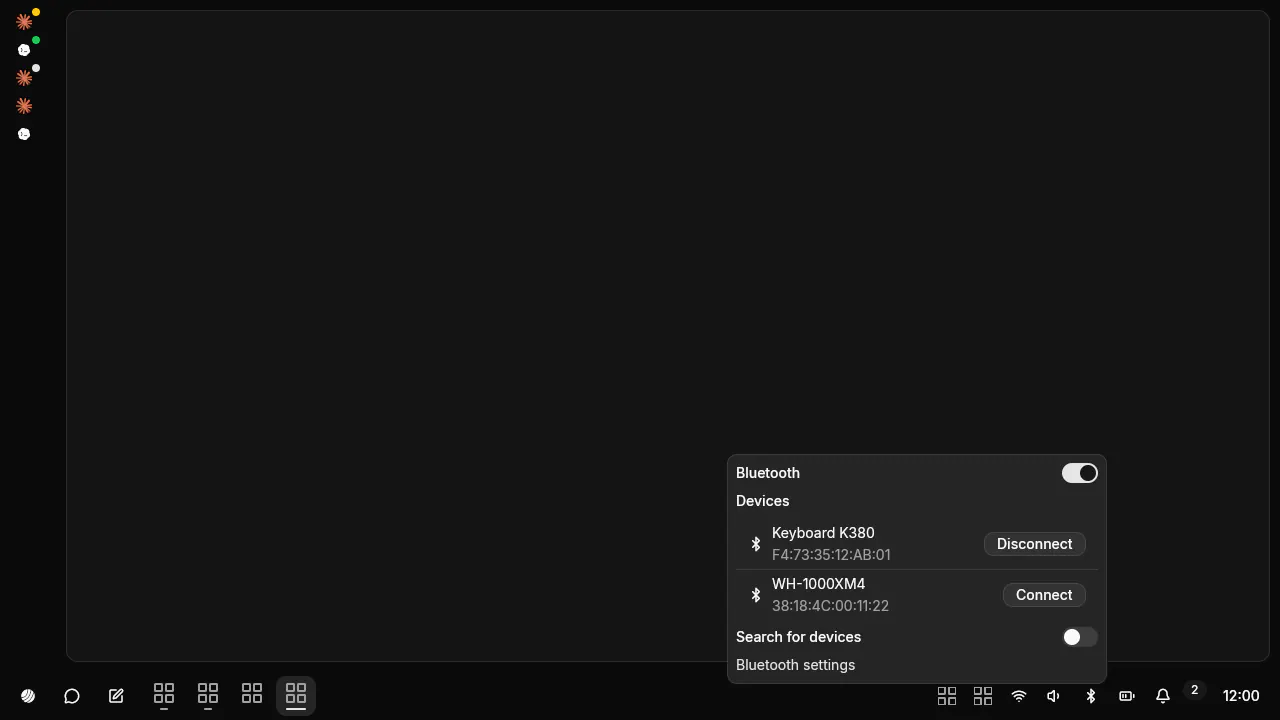 Bluetooth
Devices
Keyboard K380
F4:73:35:12:AB:01
Disconnect
WH-1000XM4
38:18:4C:00:11:22
Connect
Search for devices
Bluetooth settings
2
12:00